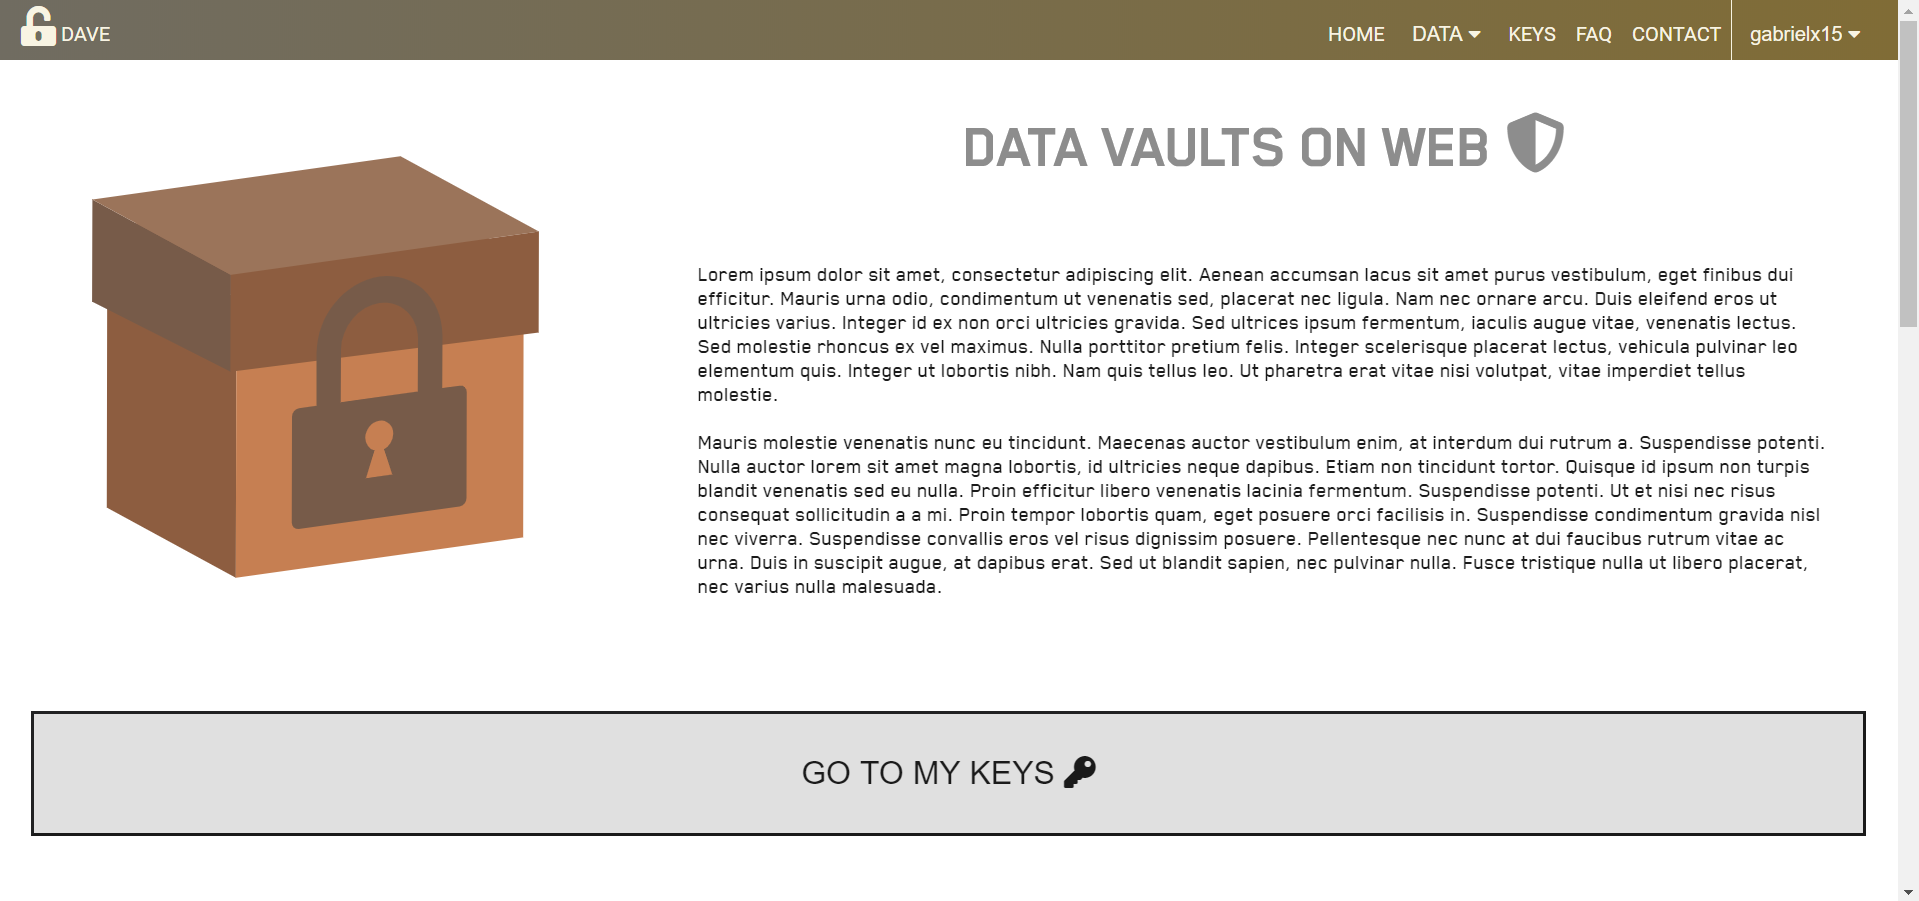 DAVE
HOME DATA KEYS FAQ CONTACT gabrielx15
DATA VAULTS ON WEB
Lorem ipsum dolor sit amet, consectetur adipiscing elit. Aenean accumsan lacus sit amet purus vestibulum, eget finibus dui
efficitur. Mauris urna odio, condimentum ut venenatis sed, placerat nec ligula. Nam nec ornare arcu. Duis eleifend eros ut
ultricies varius. Integer id ex non orci ultricies gravida. Sed ultrices ipsum fermentum, iaculis augue vitae, venenatis lectus.
Sed molestie rhoncus ex vel maximus. Nulla porttitor pretium felis. Integer scelerisque placerat lectus, vehicula pulvinar leo
elementum quis. Integer ut lobortis nibh. Nam quis tellus leo. Ut pharetra erat vitae nisi volutpat, vitae imperdiet tellus
molestie.
Mauris molestie venenatis nunc eu tincidunt. Maecenas auctor vestibulum enim, at interdum dui rutrum a. Suspendisse potenti.
Nulla auctor lorem sit amet magna lobortis, id ultricies neque dapibus. Etiam non tincidunt tortor. Quisque id ipsum non turpis
blandit venenatis sed eu nulla. Proin efficitur libero venenatis lacinia fermentum. Suspendisse potenti. Ut et nisi nec risus
consequat sollicitudin a a mi. Proin tempor lobortis quam, eget posuere orci facilisis in. Suspendisse condimentum gravida nisl
nec viverra. Suspendisse convallis eros vel risus dignissim posuere. Pellentesque nec nunc at dui faucibus rutrum vitae ac
urna. Duis in suscipit augue, at dapibus erat. Sed ut blandit sapien, nec pulvinar nulla. Fusce tristique nulla ut libero placerat,
nec varius nulla malesuada.
GO TO MY KEYS